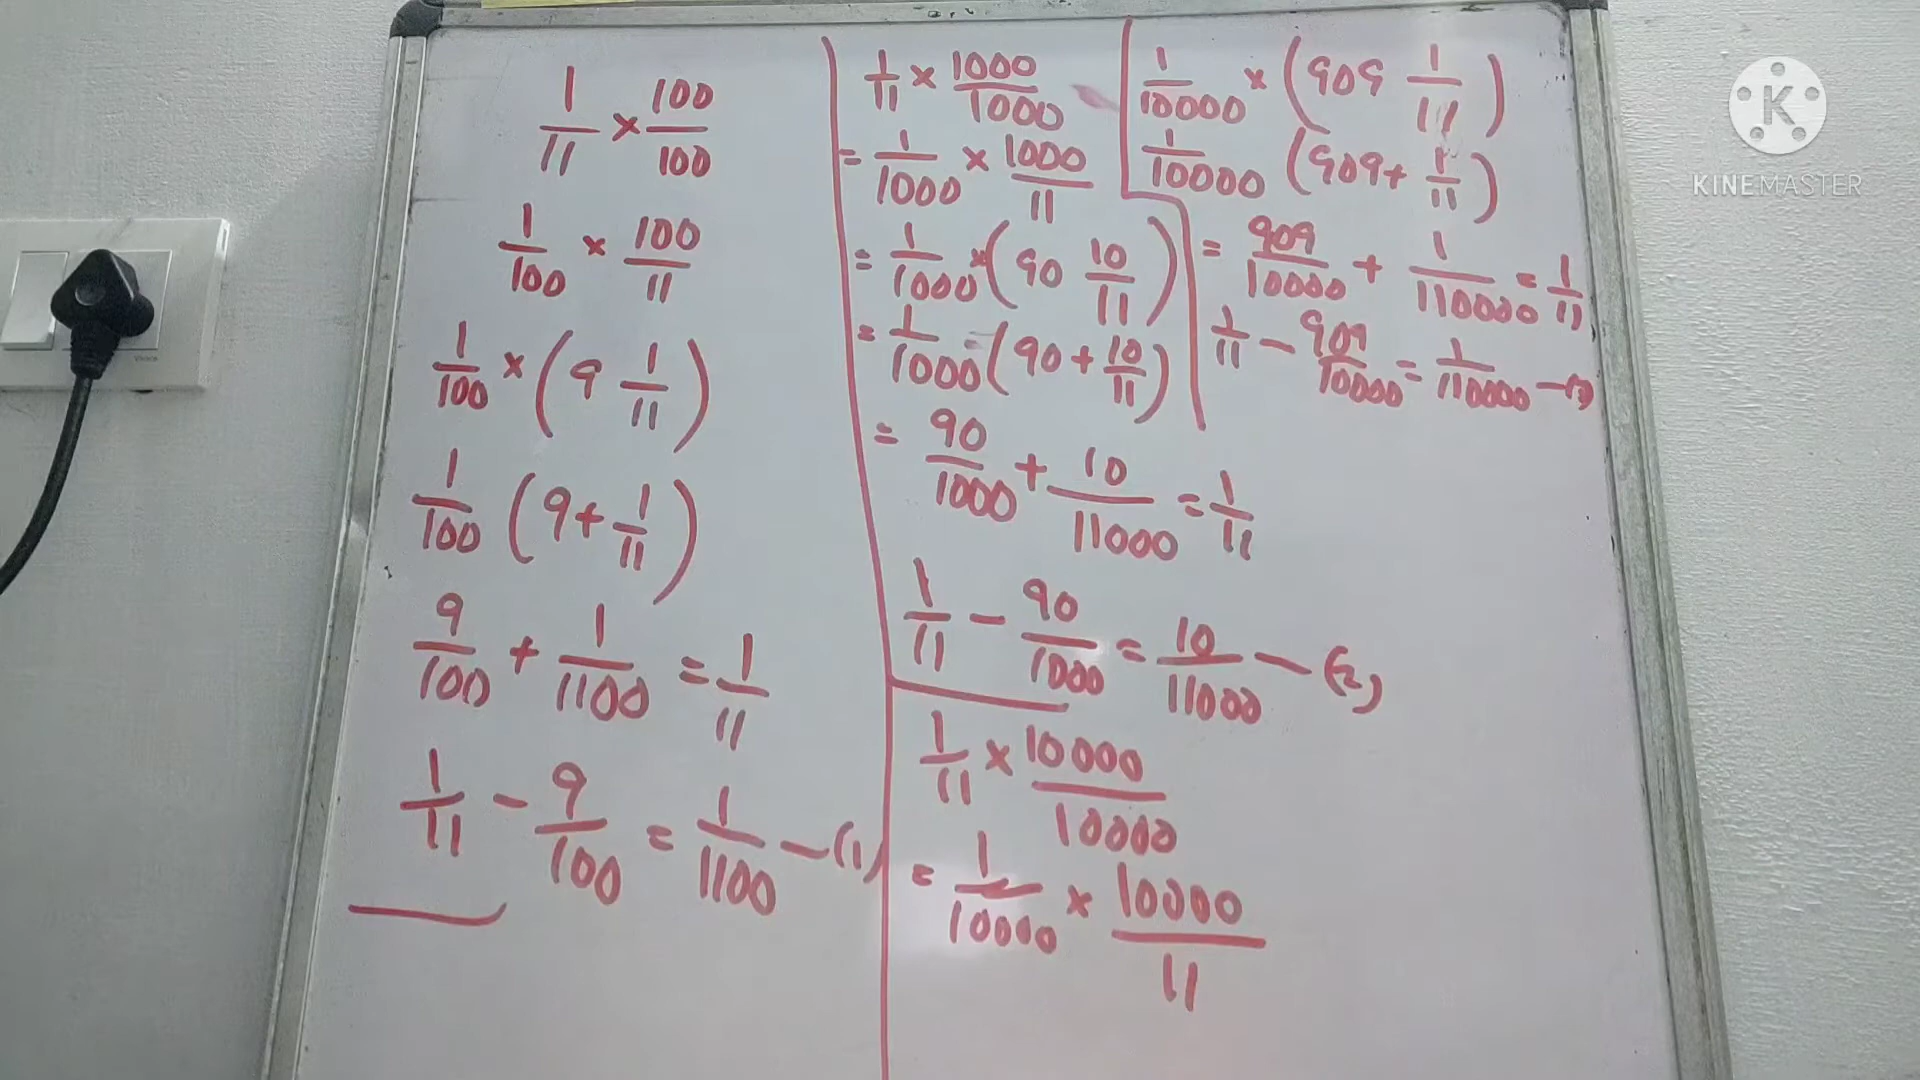 1/11 × 100/100
1/100 × 100/11
1/100 × (9 1/11)
1/100 (9 + 1/11)
9/100 + 1/1100 = 1/11
1/11 - 9/100 = 1/1100 - (1)
1/11 × 1000/1000
= 1/1000 × 1000/11
= 1/1000 × (90 10/11)
= 1/1000 (90 + 10/11)
= 90/1000 + 10/11000 = 1/11
1/11 - 90/1000 = 10/11000 - (2)
1/11 × 10000/10000
= 1/10000 × 10000/11
1/10000 × (909 1/11)
1/10000 (909 + 1/11)
= 909/10000 + 1/110000 = 1/11
1/11 - 909/10000 = 1/110000 - (3)
K
KINEMASTER